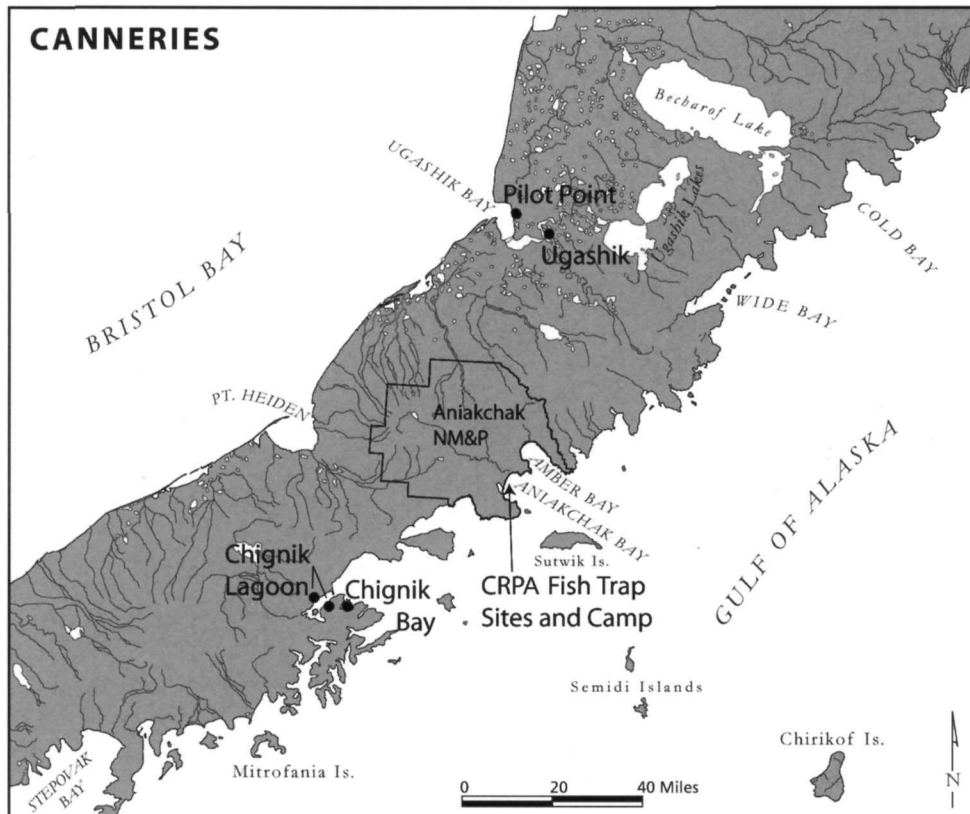 CANNERIES
Becharof Lake
UGASHIK BAY
Pilot Point
Ugashik Lakes
Ugashik
COLD BAY
BRISTOL BAY
WIDE BAY
PT. HEIDEN
Aniakchak
NM&P
AMBER BAY
ANIAKCHAK BAY
GULF OF ALASKA
Sutwik Is.
Chignik
Lagoon
Chignik
Bay
CRPA Fish Trap
Sites and Camp
Semidi Islands
Chirikof Is.
Mitrofania Is.
STEPOVAK
BAY
0 20 40 Miles
N